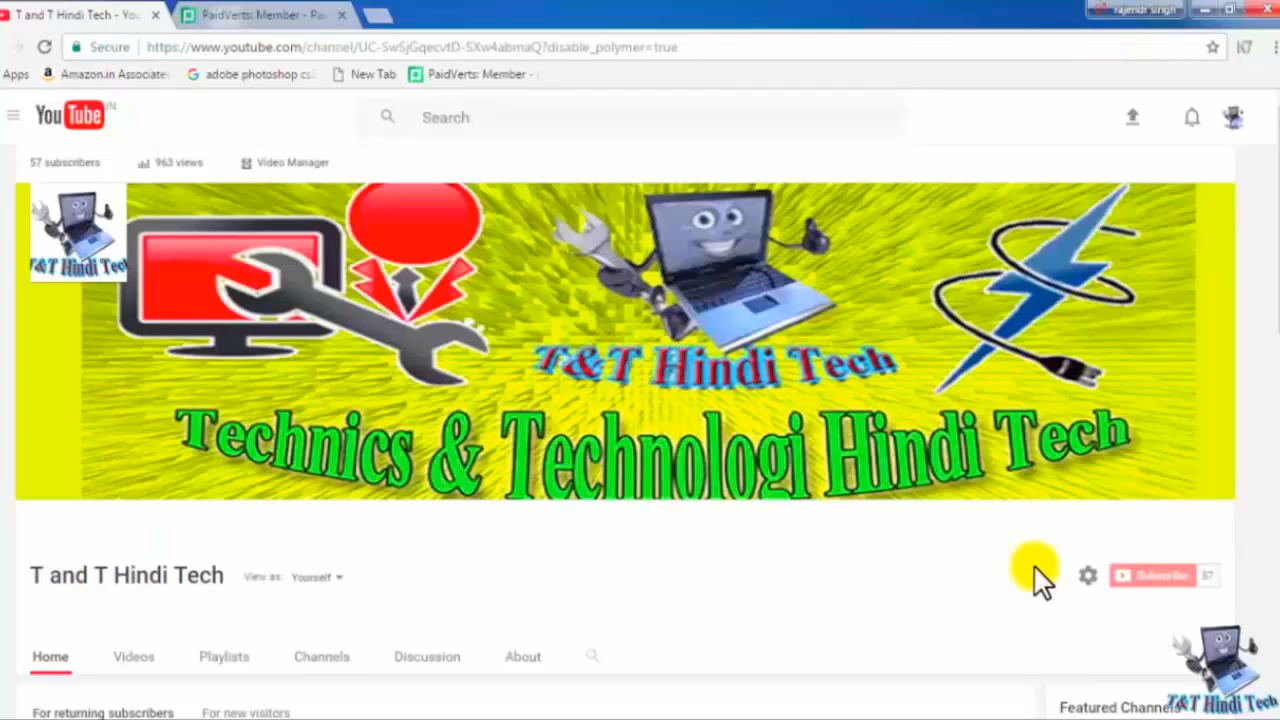 T and T Hindi Tech - You
PaidVerts: Member - Pa
rajendr singh
Secure
https://www.youtube.com/channel/UC-SwSjGqecvtD-SXw4abmaQ?disable_polymer=true
Apps
Amazon.in Associate
adobe photoshop cs
New Tab
PaidVerts: Member -
YouTube IN
Search
57 subscribers
963 views
Video Manager
T&T Hindi Tech
T&T Hindi Tech
Technics & Technologi Hindi Tech
T and T Hindi Tech
View as: Yourself
Subscribe 57
Home
Videos
Playlists
Channels
Discussion
About
For returning subscribers
For new visitors
Featured Channels
T&T Hindi Tech